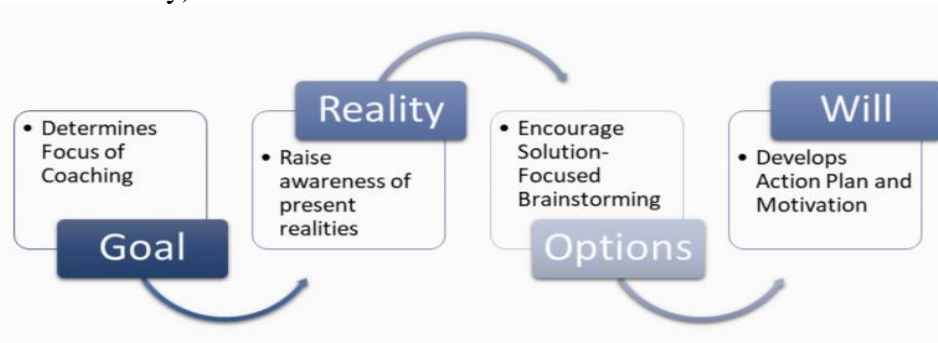 • Determines
Focus of
Coaching
Goal
Reality
• Raise
awareness of
present
realities
• Encourage
Solution-
Focused
Brainstorming
Options
Will
• Develops
Action Plan and
Motivation